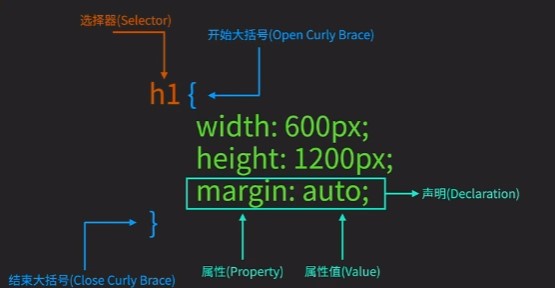 选择器(Selector)
开始大括号(Open Curly Brace)
h1 {
width: 600px;
height: 1200px;
margin: auto;
声明(Declaration)
}
属性(Property)
属性值(Value)
结束大括号(Close Curly Brace)